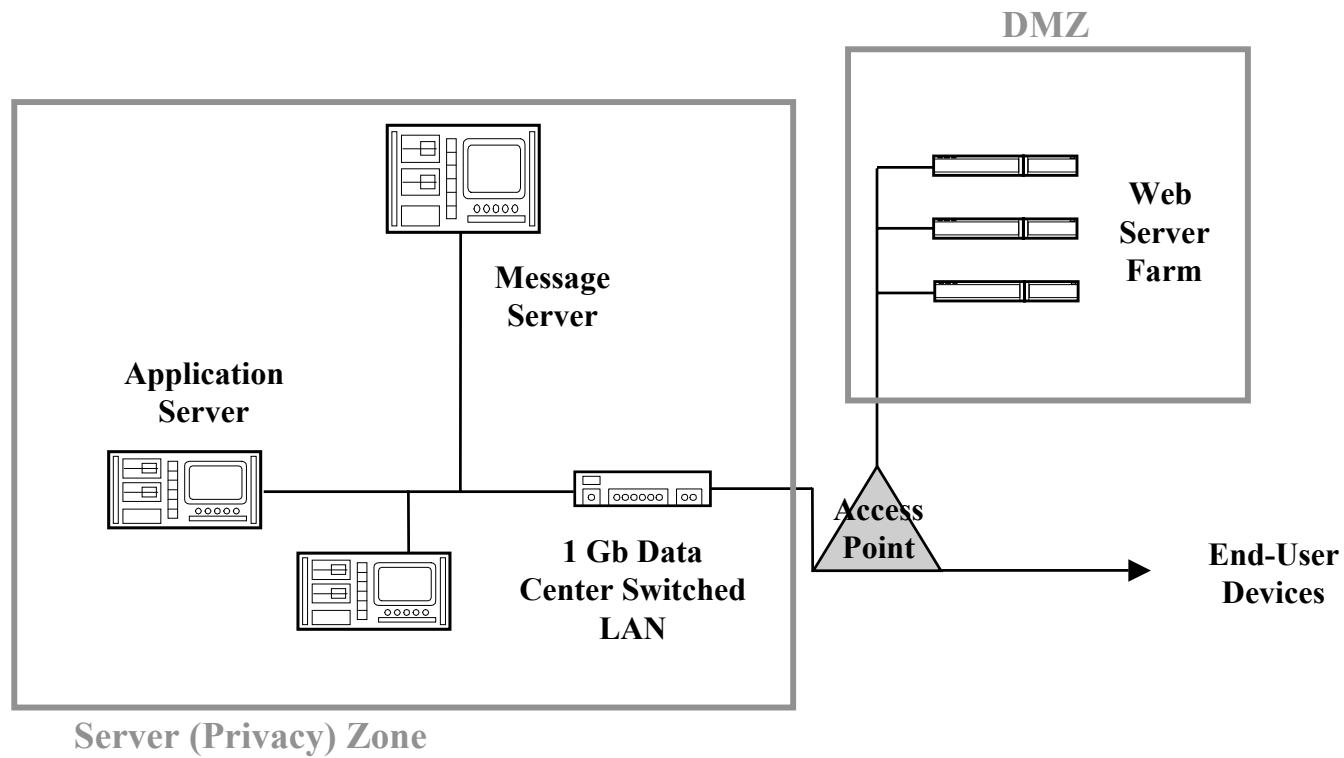 DMZ
Web
Server
Farm
Message
Server
Application
Server
Access
Point
1 Gb Data
Center Switched
LAN
End-User
Devices
Server (Privacy) Zone